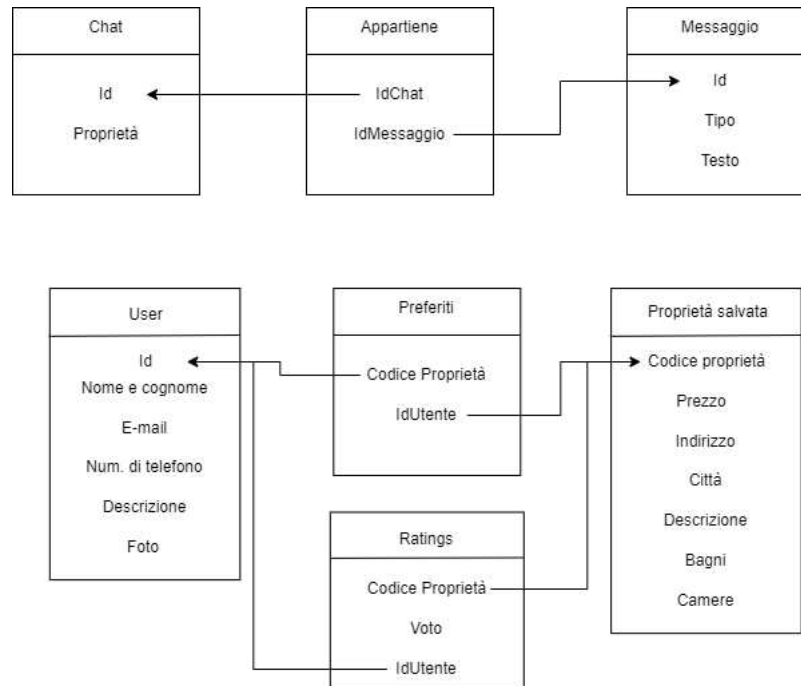 Chat
Id
Proprietà
Appartiene
IdChat
IdMessaggio
Messaggio
Id
Tipo
Testo
User
Id
Nome e cognome
E-mail
Num. di telefono
Descrizione
Foto
Preferiti
Codice Proprietà
IdUtente
Proprietà salvata
Codice proprietà
Prezzo
Indirizzo
Città
Descrizione
Bagni
Camere
Ratings
Codice Proprietà
Voto
IdUtente